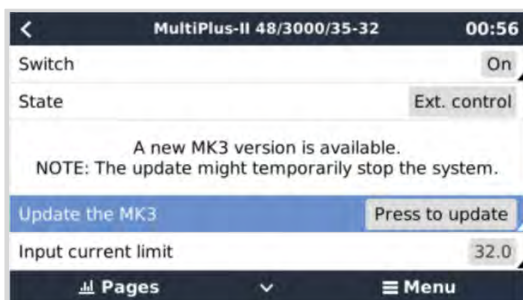 MultiPlus-II 48/3000/35-32 00:56
Switch On
State Ext. control
A new MK3 version is available.
NOTE: The update might temporarily stop the system.
Update the MK3 Press to update
Input current limit 32.0
Pages Menu